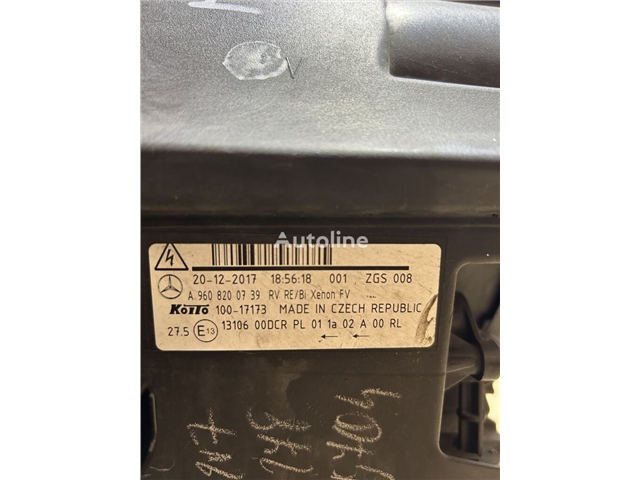 V
Autoline
20-12-2017 18:56:18 001 ZGS 008
A 960 820 07 39 RV RE/Bi Xenon FV
KOITO 100-17173 MADE IN CZECH REPUBLIC
27.5 E13 13106 00DCR PL 01 1a 02 A 00 RL
← ←